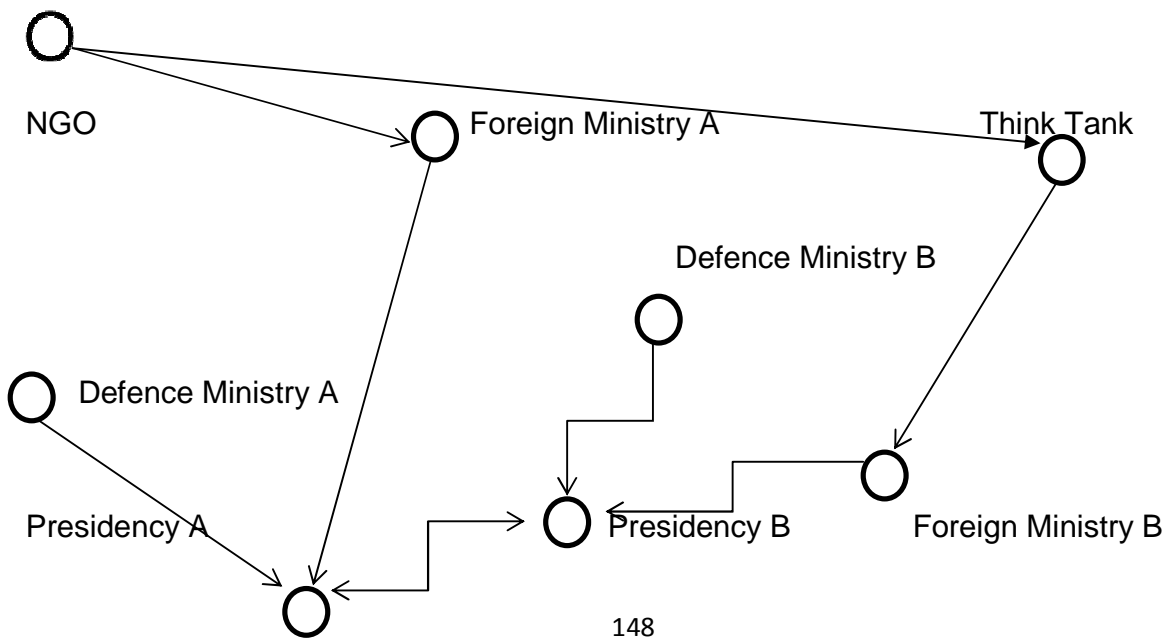 NGO
Foreign Ministry A
Think Tank
Defence Ministry B
Defence Ministry A
Presidency A
Presidency B
Foreign Ministry B
148